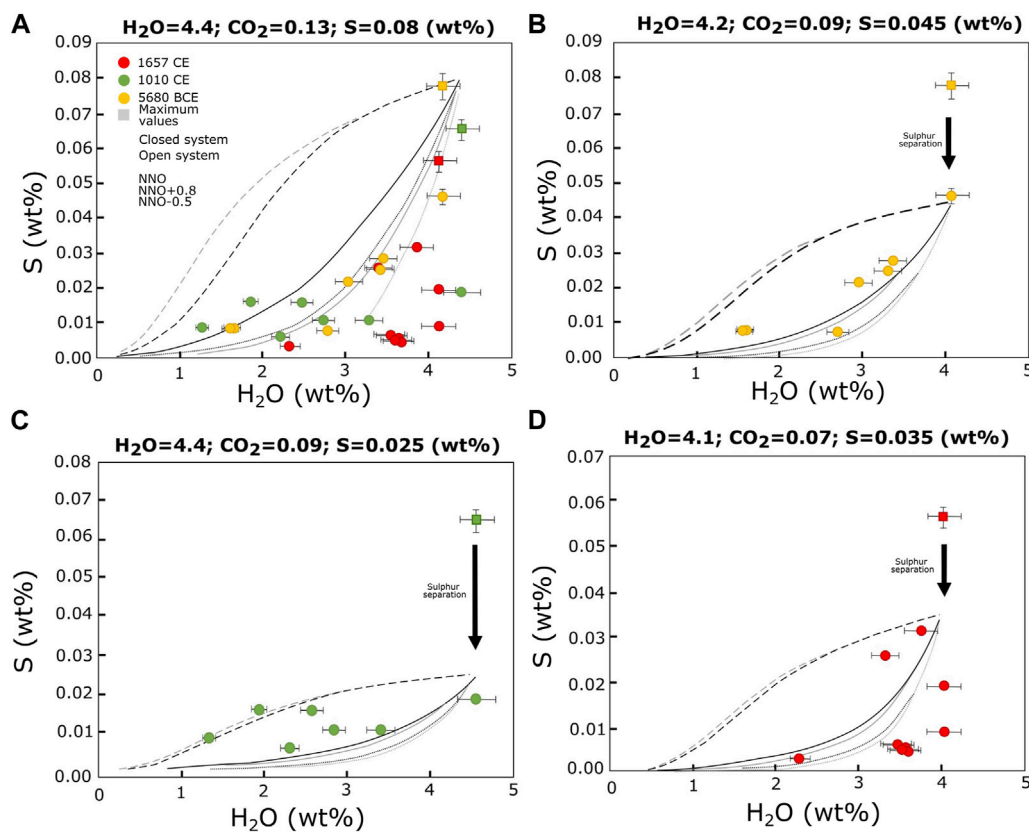 A
H2O=4.4; CO2=0.13; S=0.08 (wt%)
0.09
0.08
0.07
0.06
0.05
0.04
0.03
0.02
0.01
0.00
S (wt%)
1657 CE
1010 CE
5680 BCE
Maximum
values
Closed system
Open system
NNO
NNO+0.8
NNO-0.5
0 1 2 3 4 5
H2O (wt%)
B
H2O=4.2; CO2=0.09; S=0.045 (wt%)
0.09
0.08
0.07
0.06
0.05
0.04
0.03
0.02
0.01
0.00
S (wt%)
Sulphur
separation
0 1 2 3 4 5
H2O (wt%)
C
H2O=4.4; CO2=0.09; S=0.025 (wt%)
0.08
0.07
0.06
0.05
0.04
0.03
0.02
0.01
0.00
S (wt%)
Sulphur
separation
0 1 2 3 4 5
H2O (wt%)
D
H2O=4.1; CO2=0.07; S=0.035 (wt%)
0.07
0.06
0.05
0.04
0.03
0.02
0.01
0.00
S (wt%)
Sulphur
separation
0 1 2 3 4 5
H2O (wt%)